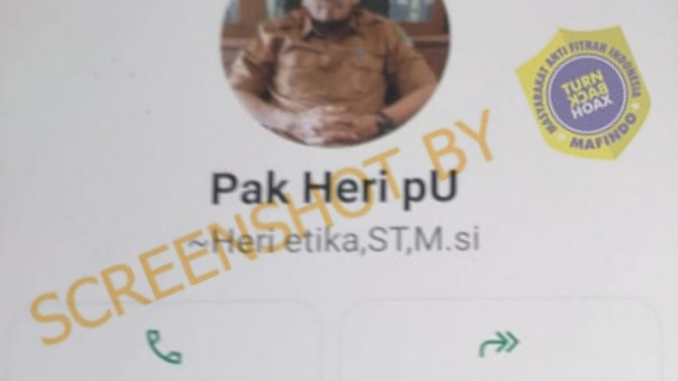 MASYARAKAT ANTI FITNAH INDONESIA
TURN
BACK
HOAX
MAFINDO
SCREENSHOT BY
Pak Heri pU
~Heri etika,ST,M.si